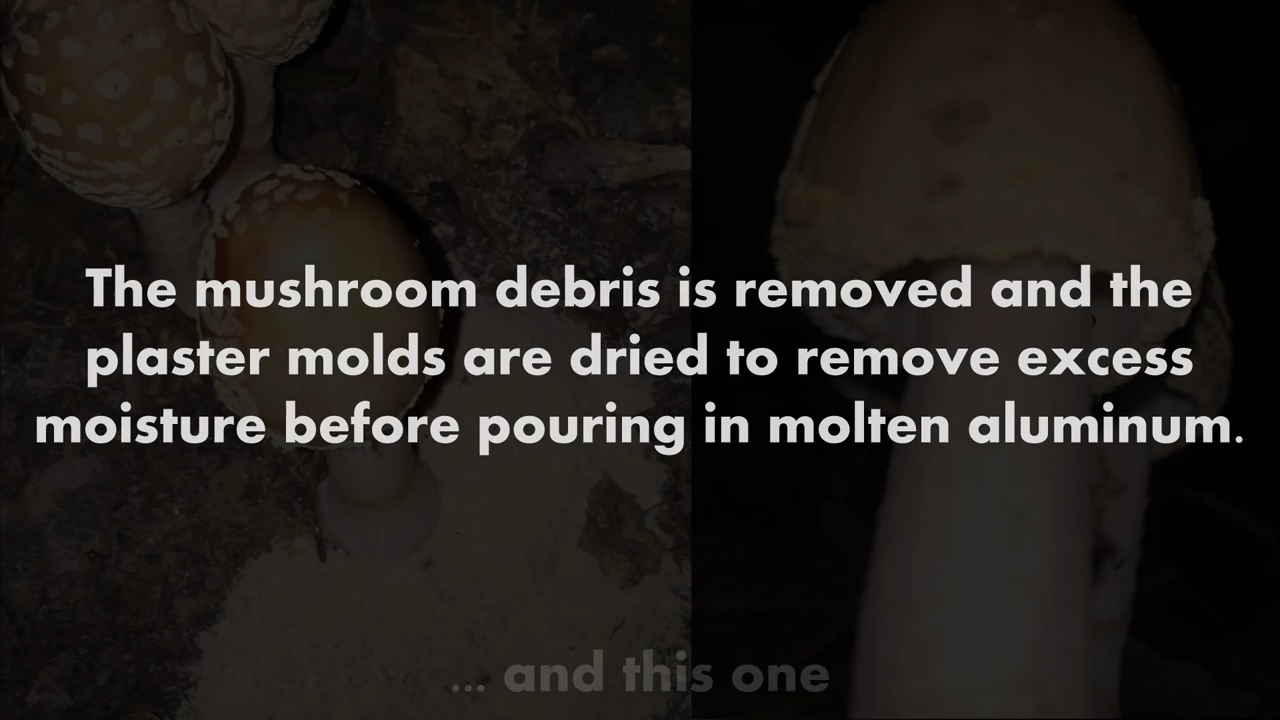 The mushroom debris is removed and the
plaster molds are dried to remove excess
moisture before pouring in molten aluminum.
... and this one